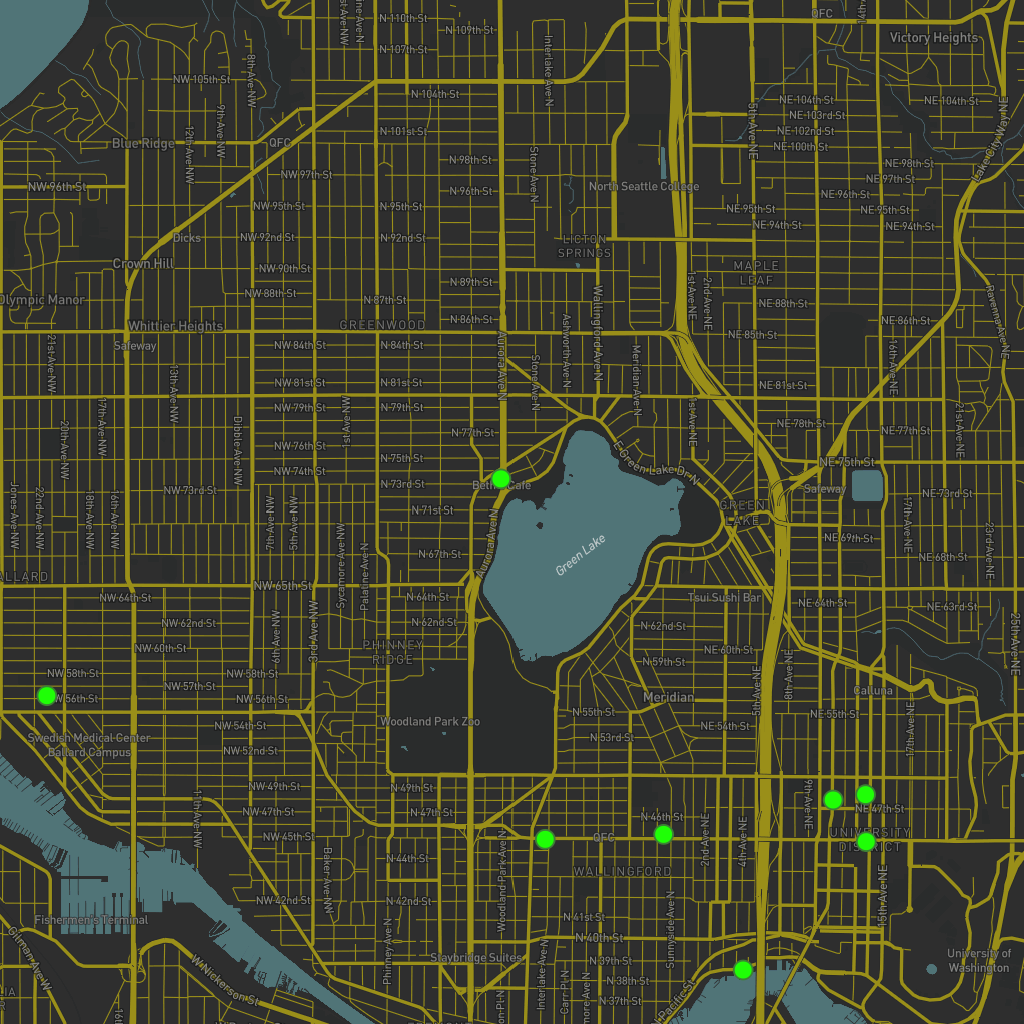 N 110th St
QFC
N 109th St
Victory Heights
N 107th St
Interlake Ave N
8th Ave NW
NW 105th St
N 104th St
NE 104th St
NE 104th St
NE 103rd St
5th Ave NE
9th Ave NW
N 101st St
NE 102nd St
Lake City Way NE
Blue Ridge
QFC
12th Ave NW
NE 100th St
N 98th St
Stone Ave N
NE 98th St
NW 97th St
NE 97th St
NW 96th St
N 96th St
North Seattle College
NE 96th St
NW 95th St
N 95th St
NE 95th St
NE 95th St
NE 94th St
NE 94th St
Dicks
NW 92nd St
N 92nd St
LICTON
SPRINGS
Crown Hill
NW 90th St
MAPLE
LEAF
N 89th St
1st Ave NE
2nd Ave NE
Olympic Manor
NW 88th St
N 87th St
Wallingford Ave N
NE 88th St
Ravenna Ave NE
Whittier Heights
GREENWOOD
N 86th St
NE 86th St
NE 85th St
Safeway
NW 84th St
N 84th St
Aurora Ave N
Ashworth Ave N
21st Ave NW
16th Ave NE
Meridian Ave N
NW 81st St
N 81st St
Stone Ave N
NE 81st St
13th Ave NW
NW 79th St
N 79th St
17th Ave NW
1st Ave NW
1st Ave NE
NE 78th St
21st Ave NE
20th Ave NW
Dibble Ave NW
N 77th St
NE 77th St
NW 76th St
N 75th St
E Green Lake Dr N
NE 75th St
NW 74th St
NW 73rd St
N 73rd St
Safeway
NE 73rd St
Jones Ave NW
22nd Ave NW
18th Ave NW
16th Ave NW
7th Ave NW
5th Ave NW
N 71st St
GREEN
LAKE
17th Ave NE
23rd Ave NE
Aurora Ave N
NE 69th St
N 67th St
Green Lake
NE 68th St
Sycamore Ave NW
Palatine Ave N
NW 65th St
NW 64th St
N 64th St
Tsui Sushi Bar
NE 64th St
NE 63rd St
NW 62nd St
N 62nd St
N 62nd St
6th Ave NW
3rd Ave NW
25th Ave NE
NW 60th St
PHINNEY
RIDGE
NE 60th St
N 59th St
NW 58th St
NW 58th St
5th Ave NE
8th Ave NE
NW 57th St
Meridian
Calluna
NW 56th St
N 55th St
NE 55th St
Woodland Park Zoo
NW 54th St
NE 54th St
17th Ave NE
Swedish Medical Center
Ballard Campus
N 53rd St
NW 52nd St
NW 49th St
N 49th St
9th Ave NE
11th Ave NW
NW 47th St
N 47th St
N 46th St
NE 47th St
NW 45th St
QFC
UNIVERSITY
DISTRICT
Woodland Park Ave N
2nd Ave NE
4th Ave NE
N 44th St
WALLINGFORD
Baker Ave NW
NW 42nd St
N 42nd St
15th Ave NE
Fishermen's Terminal
N 41st St
Sunnyside Ave N
N 40th St
Phinney Ave N
Staybridge Suites
N 39th St
University of
Washington
Gilman Ave W
W Nickerson St
Interlake Ave N
Carr Pl N
N 38th St
N 37th St